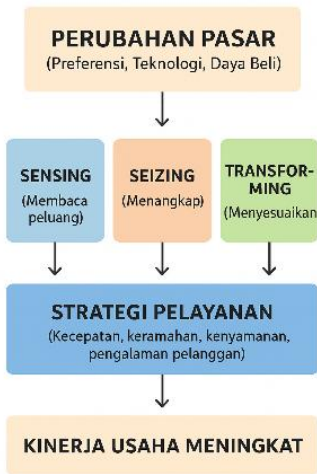 PERUBAHAN PASAR
(Preferensi, Teknologi, Daya Beli)
SENSING
(Membaca
peluang)
SEIZING
(Menangkap)
TRANSFOR-
MING
(Menyesuaikan
STRATEGI PELAYANAN
(Kecepatan, keramahan, kenyamanan,
pengalaman pelanggan)
KINERJA USAHA MENINGKAT